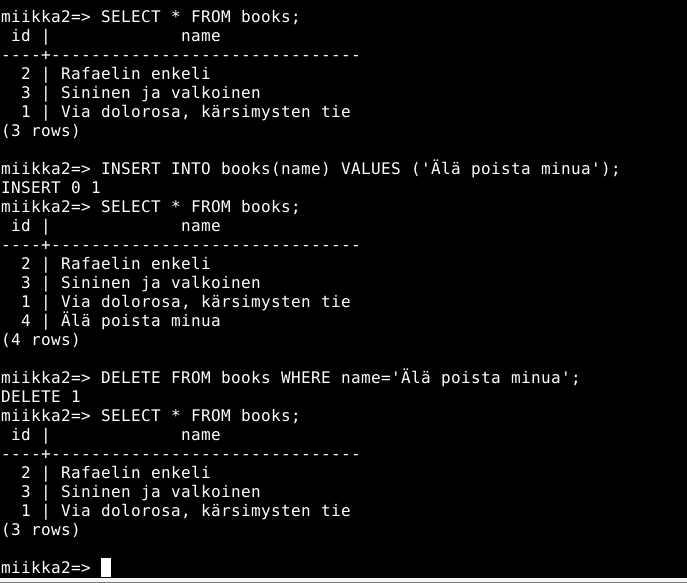 miikka2=> SELECT * FROM books;
 id |             name
----+-------------------------------
  2 | Rafaelin enkeli
  3 | Sininen ja valkoinen
  1 | Via dolorosa, kärsimysten tie
(3 rows)

miikka2=> INSERT INTO books(name) VALUES ('Älä poista minua');
INSERT 0 1
miikka2=> SELECT * FROM books;
 id |             name
----+-------------------------------
  2 | Rafaelin enkeli
  3 | Sininen ja valkoinen
  1 | Via dolorosa, kärsimysten tie
  4 | Älä poista minua
(4 rows)

miikka2=> DELETE FROM books WHERE name='Älä poista minua';
DELETE 1
miikka2=> SELECT * FROM books;
 id |             name
----+-------------------------------
  2 | Rafaelin enkeli
  3 | Sininen ja valkoinen
  1 | Via dolorosa, kärsimysten tie
(3 rows)

miikka2=>